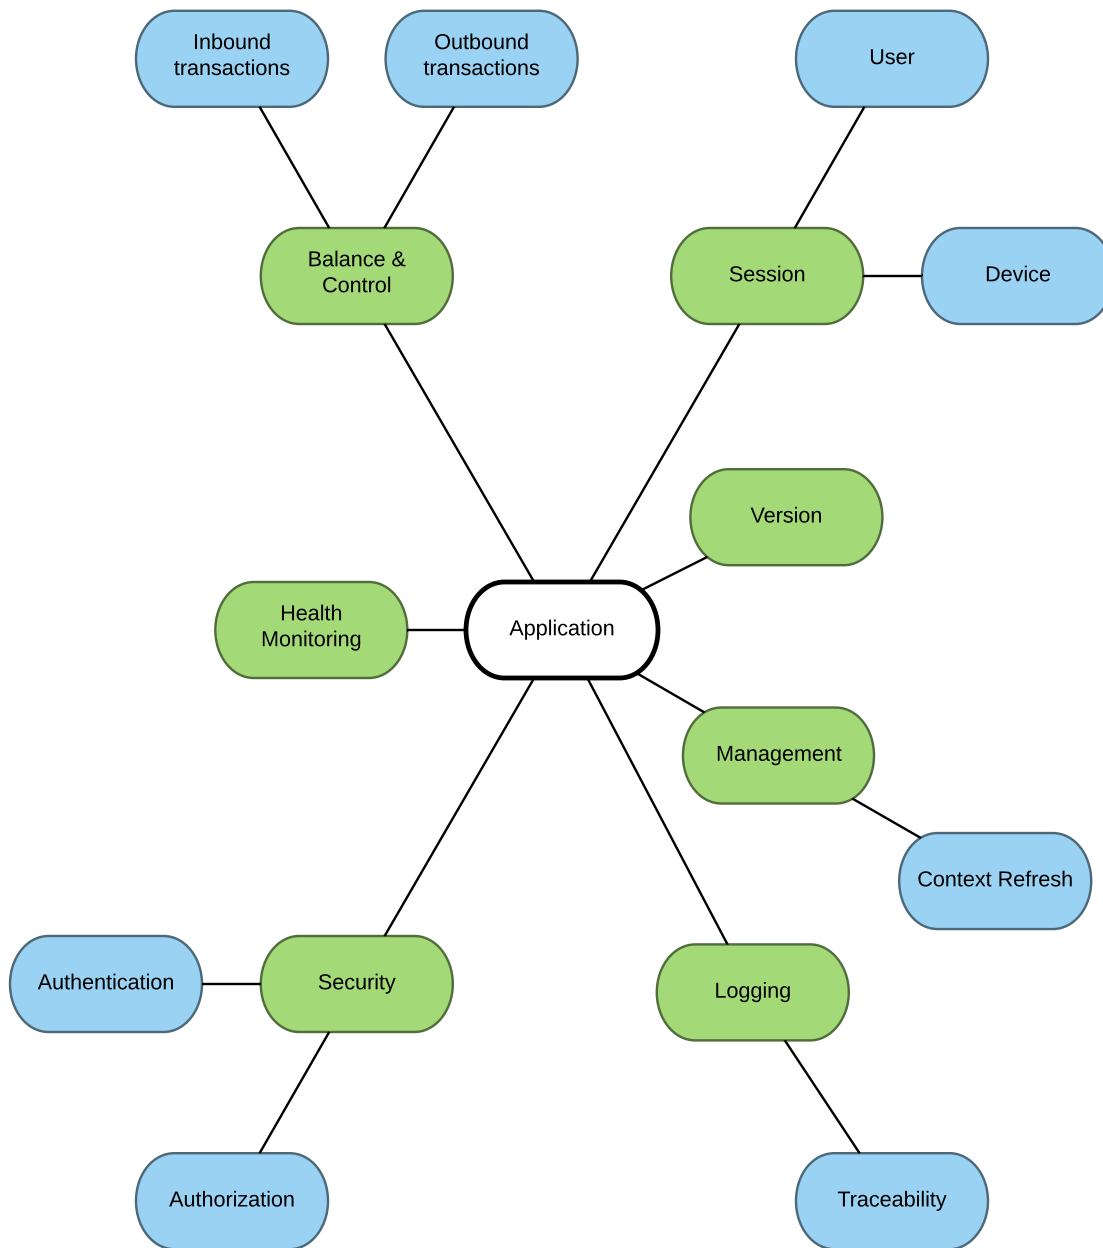 Inbound
transactions
Outbound
transactions
User
Balance &
Control
Session
Device
Version
Health
Monitoring
Application
Management
Context Refresh
Authentication
Security
Logging
Authorization
Traceability